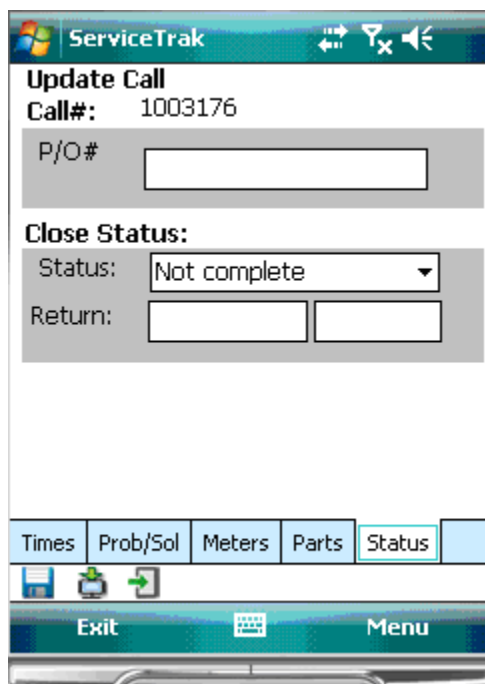 ServiceTrak
Update Call
Call#: 1003176
P/O#
Close Status:
Status: Not complete
Return:
Times Prob/Sol Meters Parts Status
Exit Menu